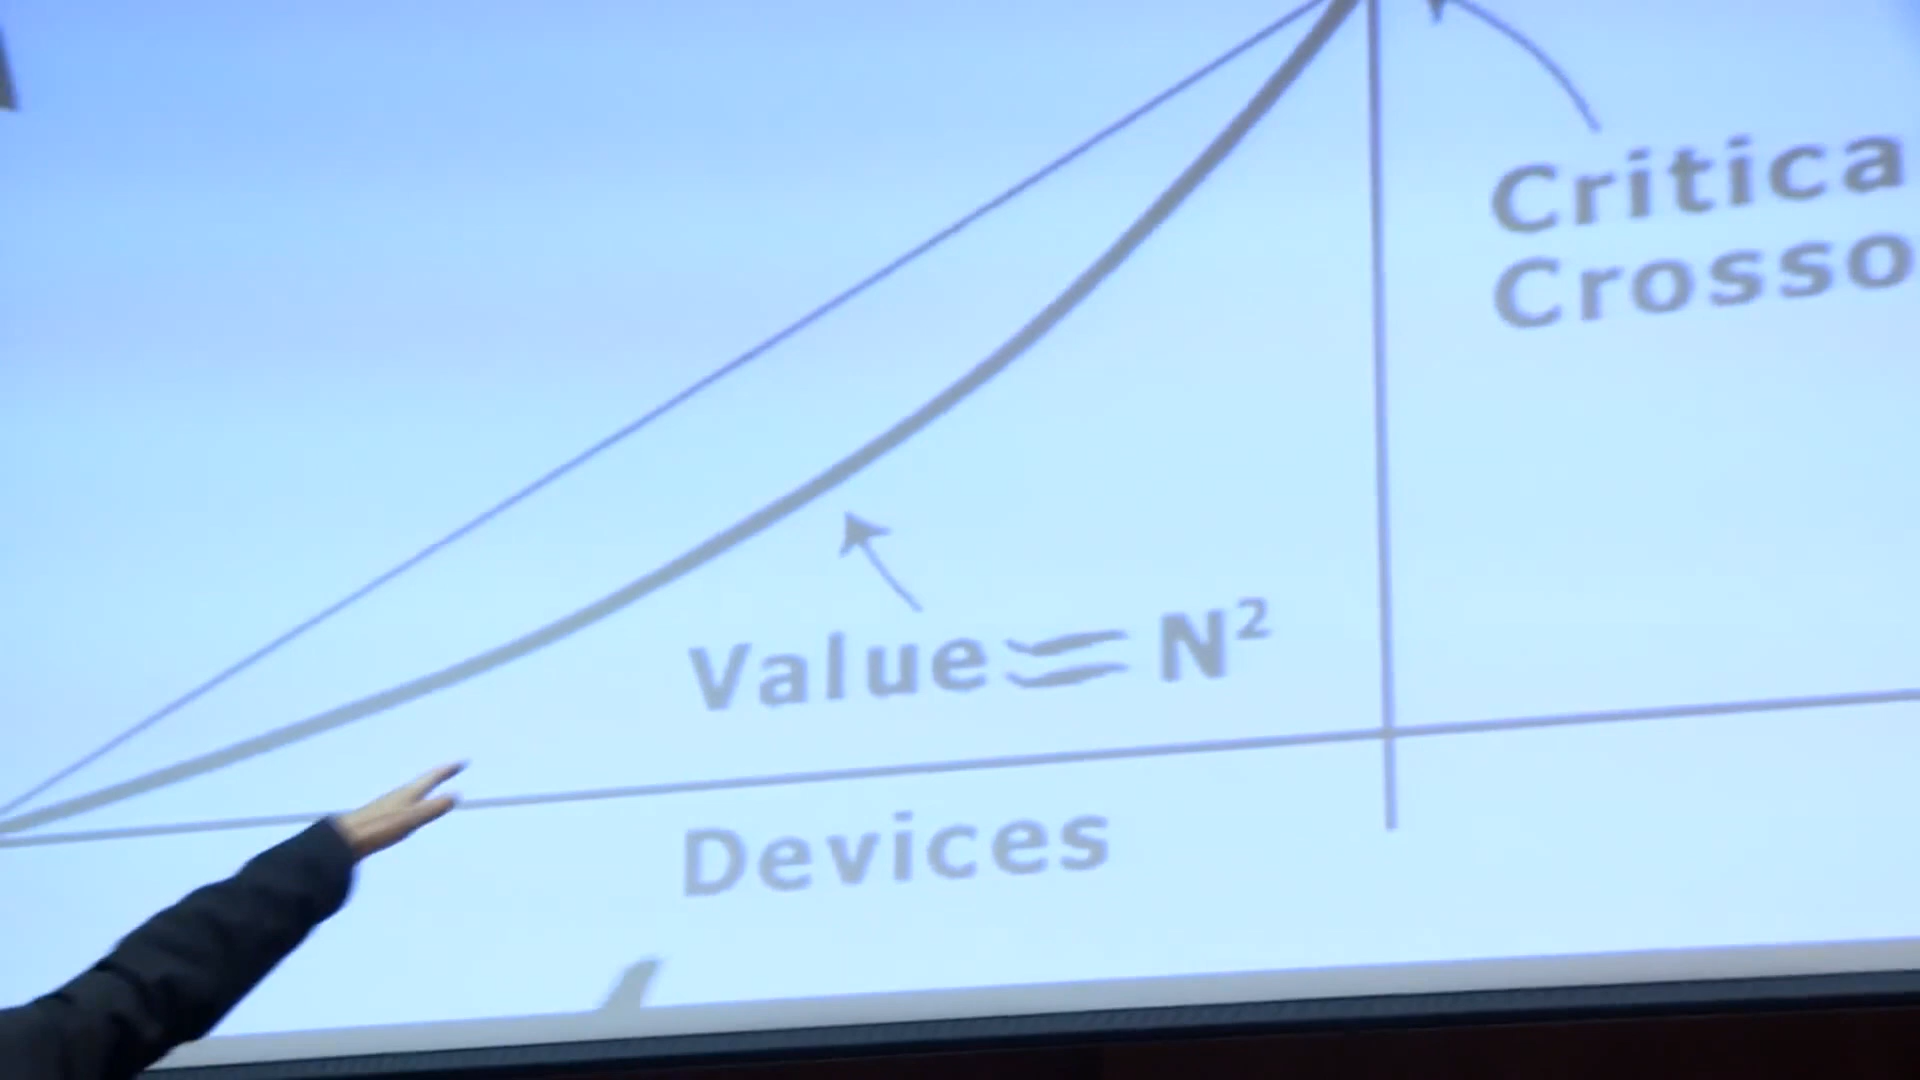 Critica
Crosso
Value = N²
Devices